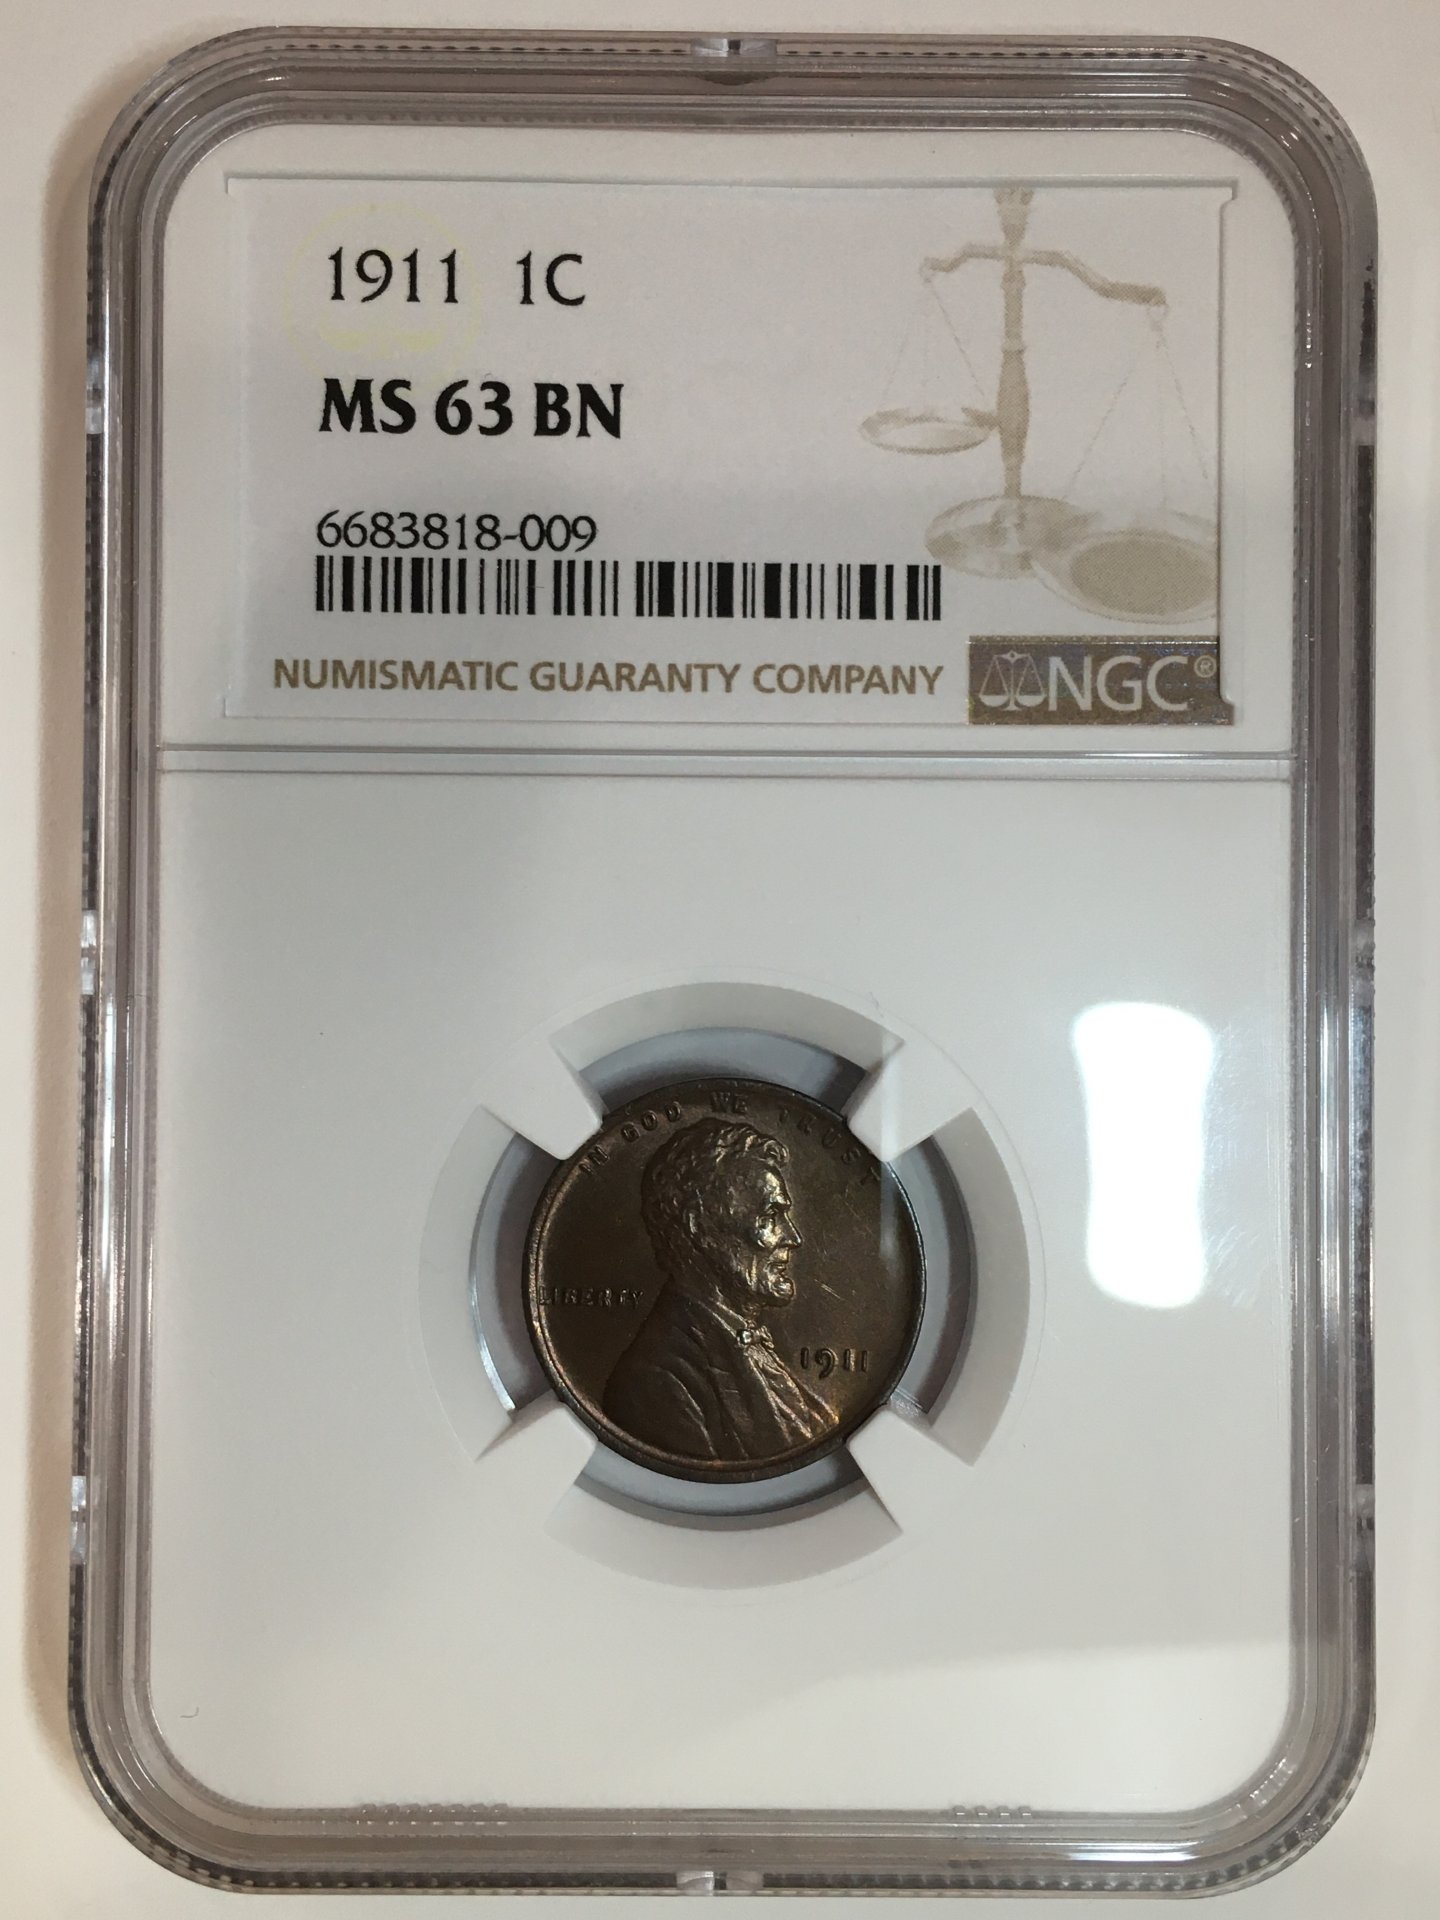 1911 1C
MS 63 BN
6683818-009
NUMISMATIC GUARANTY COMPANY
NGC®
IN GOD WE TRUST
LIBERTY
1911